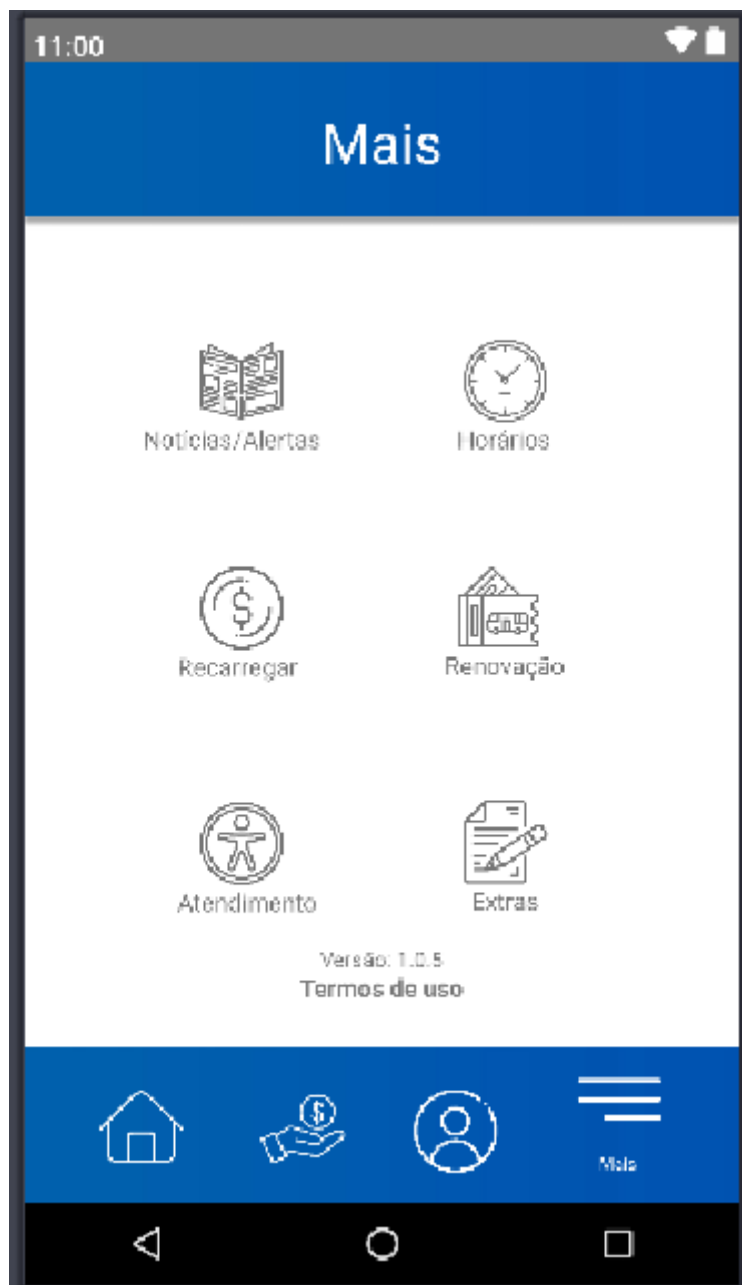 11:00
Mais
Notícias/Alertas
Horários
Recarregar
Renovação
Atendimento
Extras
Versão: 1.0.5
Termos de uso
Mais